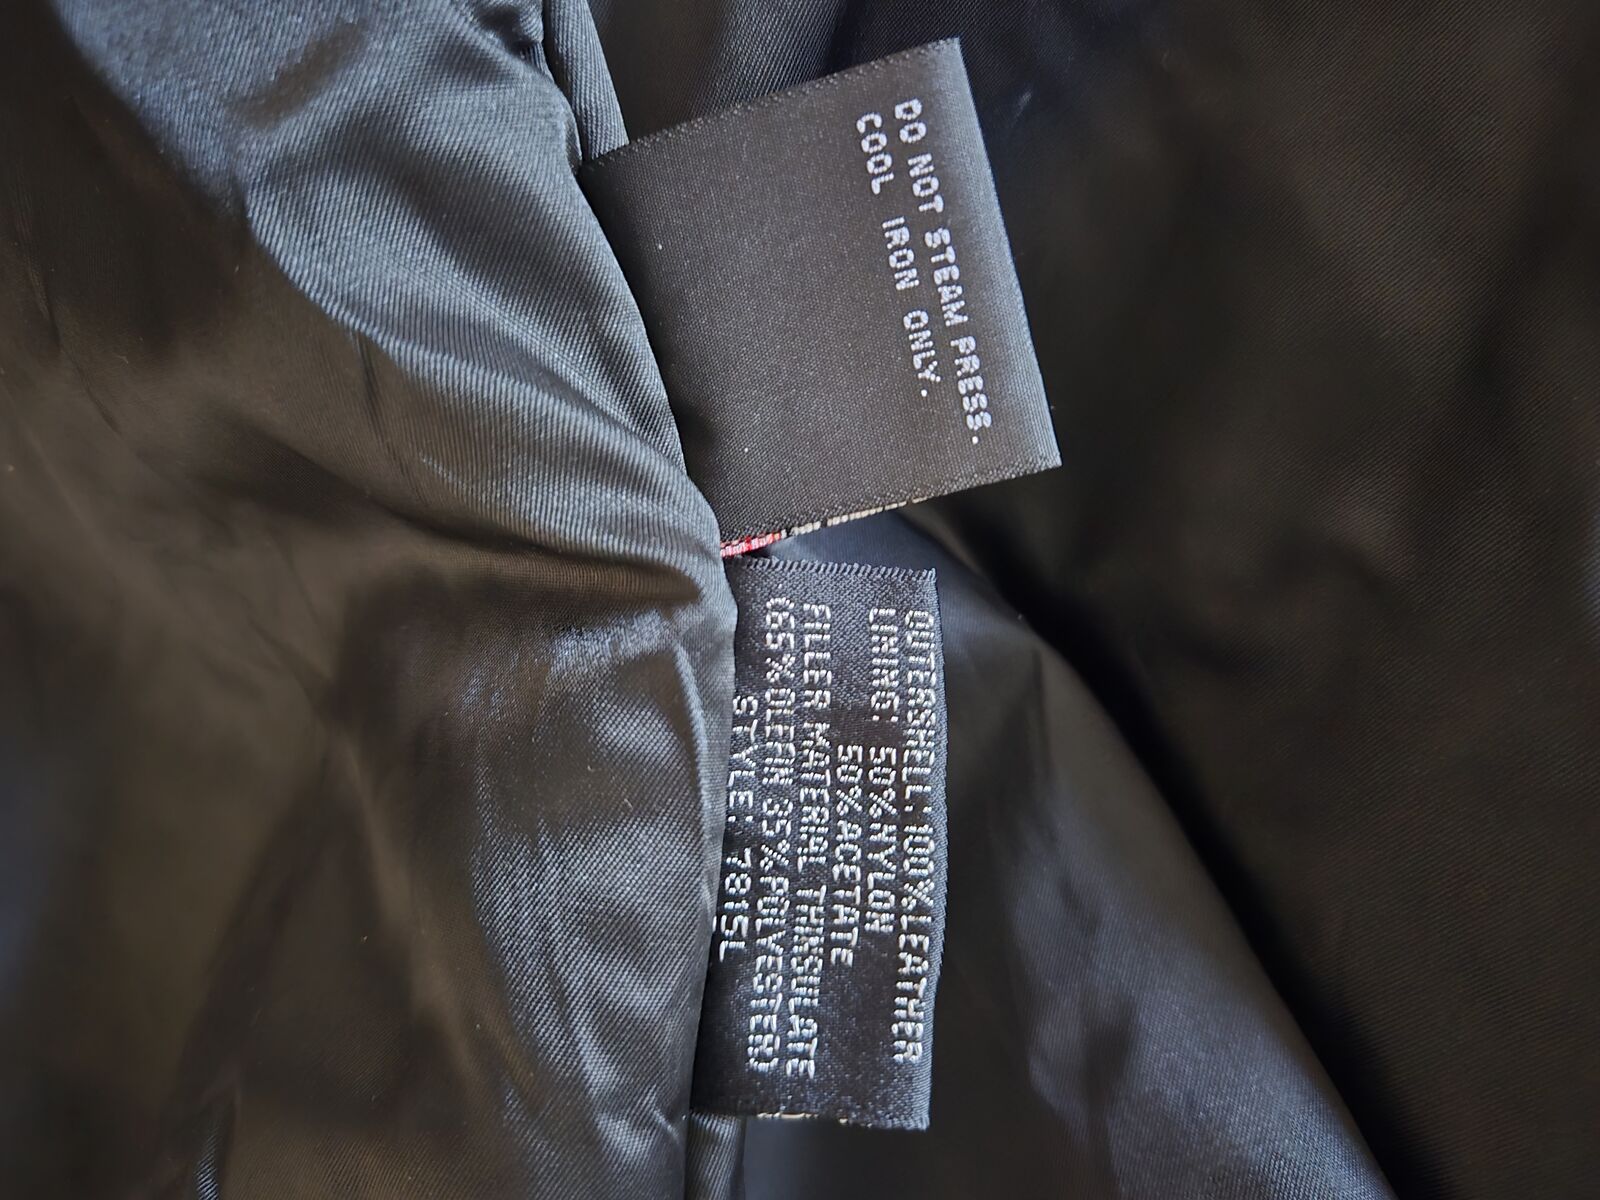 DO NOT STEAM PRESS.
COOL IRON ONLY.
OUTERSHELL: 100% LEATHER
LINING: 50% NYLON
50% ACETATE
FILLER MATERIAL THINSULATE
(65% OLEFIN 35% POLYESTER)
STYLE: 7815L